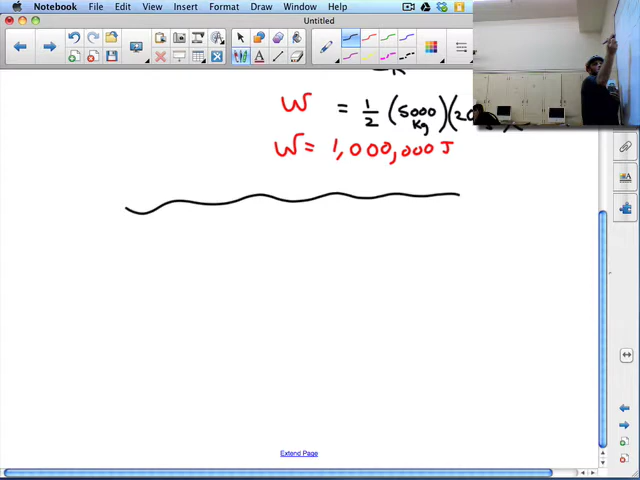 Notebook File Edit View Insert Format Draw Window Help
Untitled
W = 1/2 (5000 kg)(20
W = 1,000,000 J
Extend Page